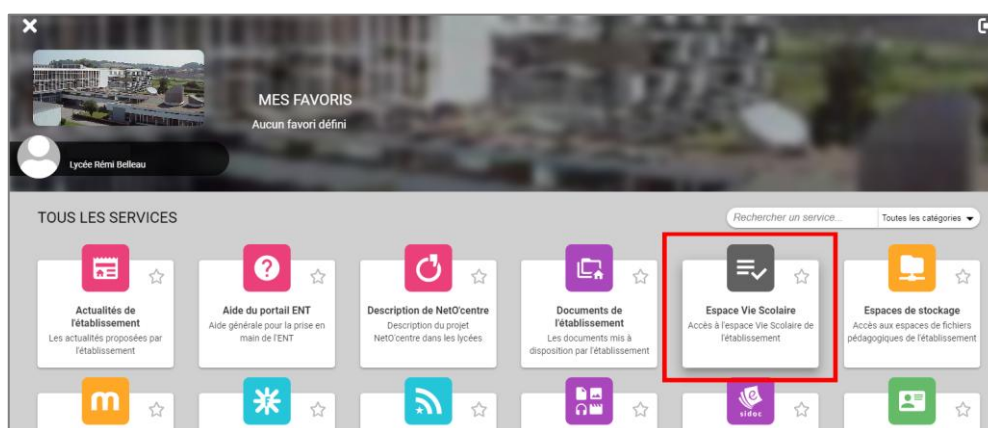 MES FAVORIS
Aucun favori défini
Lycée Rémi Belleau
TOUS LES SERVICES
Rechercher un service...
Toutes les catégories
Actualités de
l'établissement
Les actualités proposées par
l'établissement
Aide du portail ENT
Aide générale pour la prise en
main de l'ENT
Description de NetO'centre
Description du projet
NetO'centre dans les lycées
Documents de
l'établissement
Les documents mis à
disposition par l'établissement
Espace Vie Scolaire
Accès à l'espace Vie Scolaire de
l'établissement
Espaces de stockage
Accès aux espaces de fichiers
pédagogiques de l'établissement
m
F
sidoc